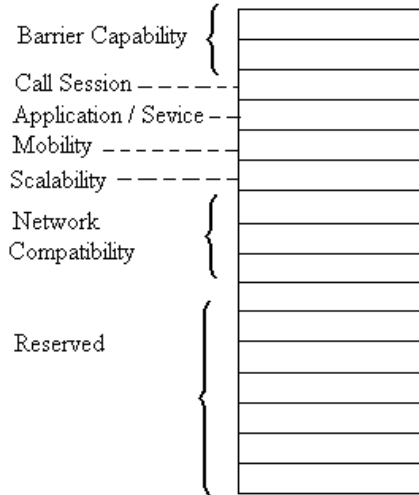 Barrier Capability
Call Session
Application / Sevice
Mobility
Scalability
Network
Compatibility
Reserved